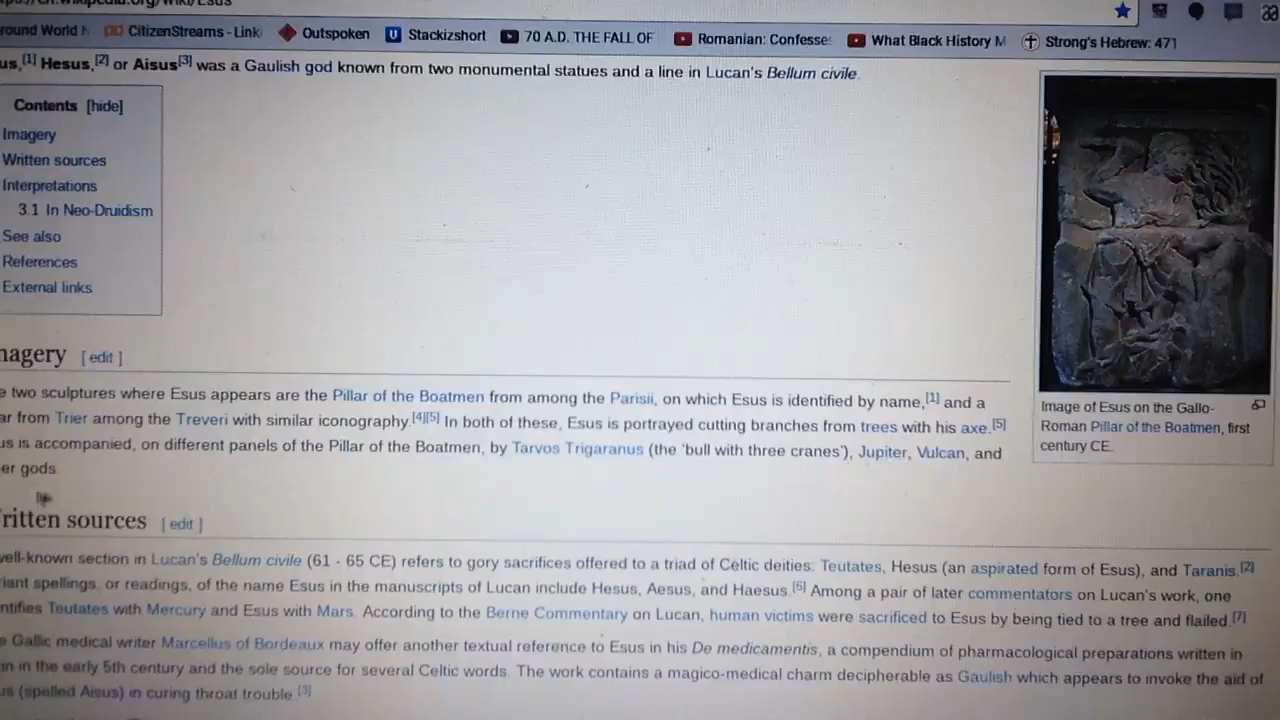 .org/wiki/Esus
round World N CitizenStreams - Link Outspoken Stackizshort 70 A.D. THE FALL OF Romanian: Confesse: What Black History M Strong's Hebrew: 471
us,[1] Hesus,[2] or Aisus[3] was a Gaulish god known from two monumental statues and a line in Lucan's Bellum civile.
Contents [hide]
Imagery
Written sources
Interpretations
3.1 In Neo-Druidism
See also
References
External links
Image of Esus on the Gallo-
Roman Pillar of the Boatmen, first
century CE.
magery [ edit ]
e two sculptures where Esus appears are the Pillar of the Boatmen from among the Parisii, on which Esus is identified by name,[1] and a
ar from Trier among the Treveri with similar iconography.[4][5] In both of these, Esus is portrayed cutting branches from trees with his axe.[5]
us is accompanied, on different panels of the Pillar of the Boatmen, by Tarvos Trigaranus (the 'bull with three cranes'), Jupiter, Vulcan, and
er gods
ritten sources [ edit ]
well-known section in Lucan's Bellum civile (61 - 65 CE) refers to gory sacrifices offered to a triad of Celtic deities: Teutates, Hesus (an aspirated form of Esus), and Taranis.[2]
riant spellings, or readings, of the name Esus in the manuscripts of Lucan include Hesus, Aesus, and Haesus.[6] Among a pair of later commentators on Lucan's work, one
ntifies Teutates with Mercury and Esus with Mars. According to the Berne Commentary on Lucan, human victims were sacrificed to Esus by being tied to a tree and flailed.[7]
e Gallic medical writer Marcellus of Bordeaux may offer another textual reference to Esus in his De medicamentis, a compendium of pharmacological preparations written in
in in the early 5th century and the sole source for several Celtic words. The work contains a magico-medical charm decipherable as Gaulish which appears to invoke the aid of
us (spelled Aisus) in curing throat trouble.[3]